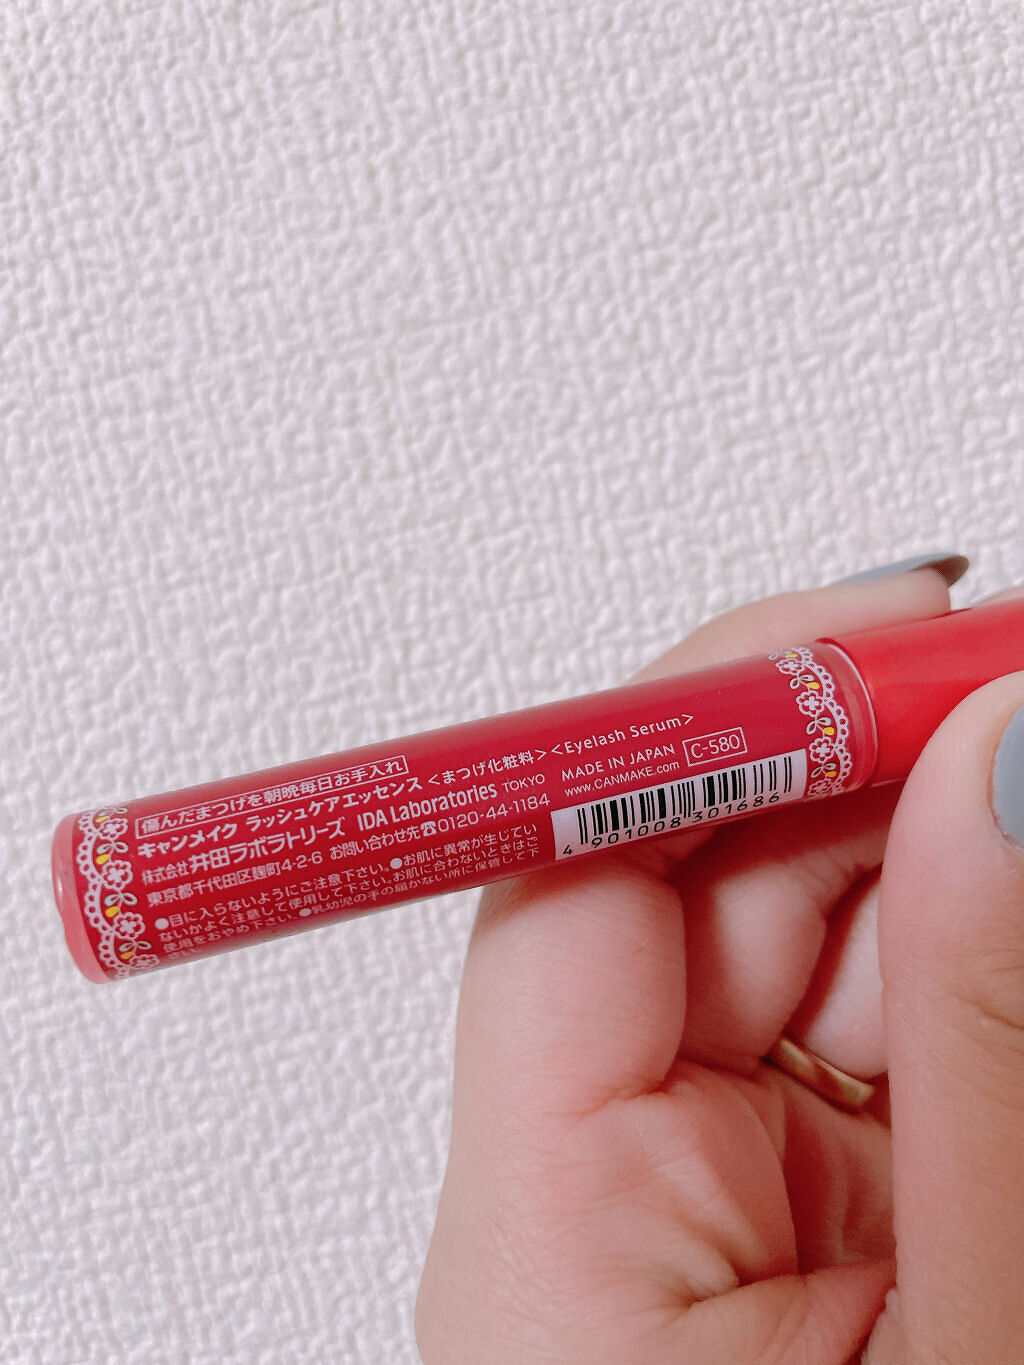 傷んだまつげを朝晩毎日お手入れ
キャンメイク ラッシュケアエッセンス <まつげ化粧料> <Eyelash Serum>
株式会社 井田ラボラトリーズ IDA Laboratories TOKYO
東京都千代田区麹町4-2-6 お問い合わせ先☎0120-44-1184
●目に入らないようにご注意下さい。●お肌に異常が生じてい
ないかよく注意して使用して下さい。お肌に合わないときはご
使用をおやめ下さい。●乳幼児の手の届かない所に保管して下
さい。
MADE IN JAPAN C-580
www.CANMAKE.com
4 901008 301686